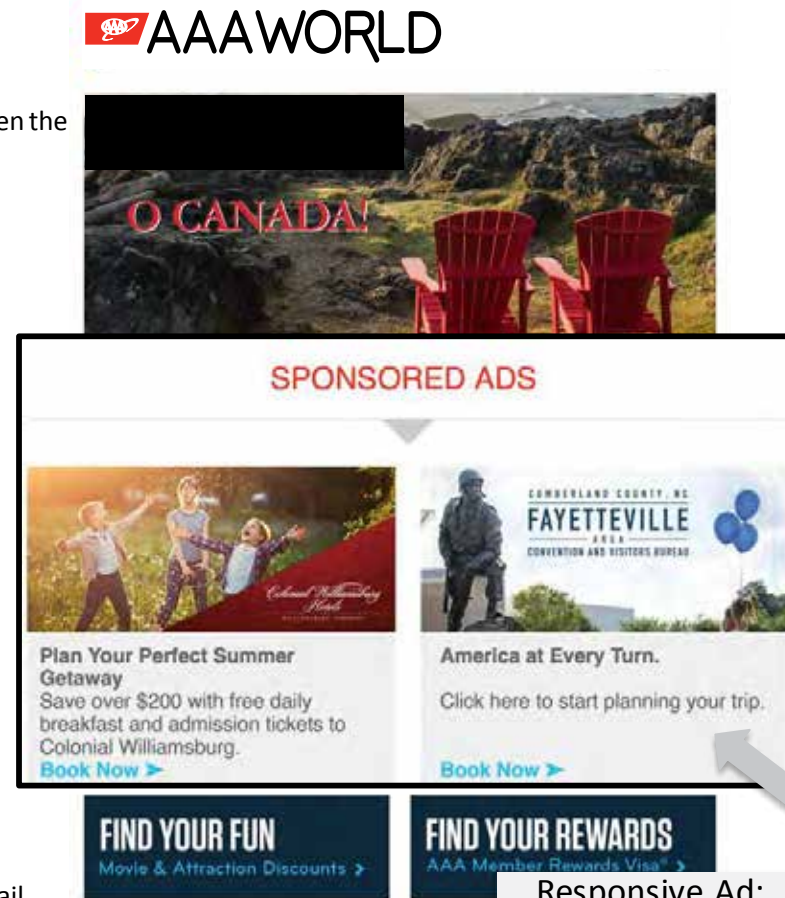 AAA AAAWORLD
en the
O CANADA!
SPONSORED ADS
Colonial Williamsburg
Hotels
CUMBERLAND COUNTY, NC
FAYETTEVILLE
AREA
CONVENTION AND VISITORS BUREAU
Plan Your Perfect Summer
Getaway
Save over $200 with free daily
breakfast and admission tickets to
Colonial Williamsburg.
Book Now ➤
America at Every Turn.
Click here to start planning your trip.
Book Now ➤
FIND YOUR FUN
Movie & Attraction Discounts >
FIND YOUR REWARDS
AAA Member Rewards Visa® >
ail
Responsive Ad: